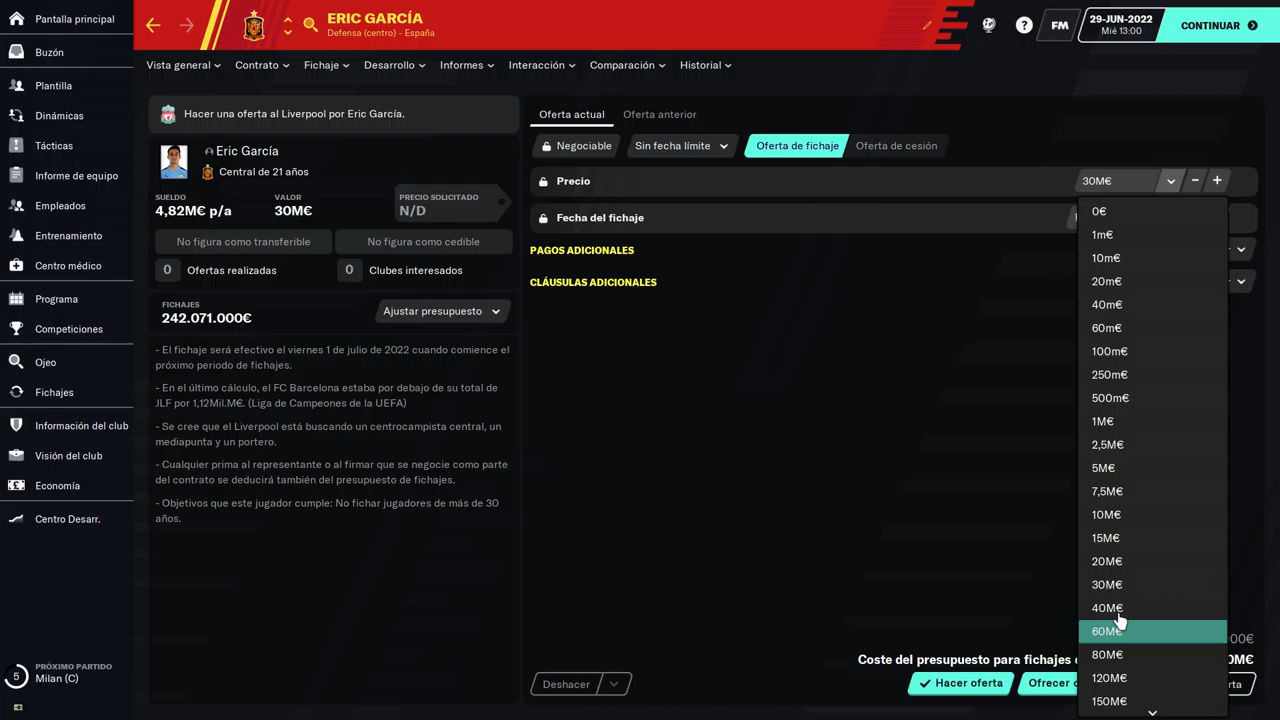 Pantalla principal
Buzón
Plantilla
Dinámicas
Tácticas
Informe de equipo
Empleados
Entrenamiento
Centro médico
Programa
Competiciones
Ojeo
Fichajes
Información del club
Visión del club
Economía
Centro Desarr.
5
PRÓXIMO PARTIDO
Milan (C)
ERIC GARCÍA
Defensa (centro) - España
?
FM
29-JUN-2022
Mié 13:00
CONTINUAR
Vista general
Contrato
Fichaje
Desarrollo
Informes
Interacción
Comparación
Historial
Hacer una oferta al Liverpool por Eric García.
Eric García
Central de 21 años
SUELDO
4,82M€ p/a
VALOR
30M€
PRECIO SOLICITADO
N/D
No figura como transferible
No figura como cedible
0 Ofertas realizadas
0 Clubes interesados
FICHAJES
242.071.000€
Ajustar presupuesto
- El fichaje será efectivo el viernes 1 de julio de 2022 cuando comience el
próximo periodo de fichajes.
- En el último cálculo, el FC Barcelona estaba por debajo de su total de
JLF por 1,12Mil.M€. (Liga de Campeones de la UEFA)
- Se cree que el Liverpool está buscando un centrocampista central, un
mediapunta y un portero.
- Cualquier prima al representante o al firmar que se negocie como parte
del contrato se deducirá también del presupuesto de fichajes.
- Objetivos que este jugador cumple: No fichar jugadores de más de 30
años.
Oferta actual
Oferta anterior
Negociable
Sin fecha límite
Oferta de fichaje
Oferta de cesión
Precio
30M€
- +
Fecha del fichaje
PAGOS ADICIONALES
CLÁUSULAS ADICIONALES
0€
1m€
10m€
20m€
40m€
60m€
100m€
250m€
500m€
1M€
2,5M€
5M€
7,5M€
10M€
15M€
20M€
30M€
40M€
60M€
80M€
120M€
150M€
Coste del presupuesto para fichajes
Deshacer
Hacer oferta
Ofrecer